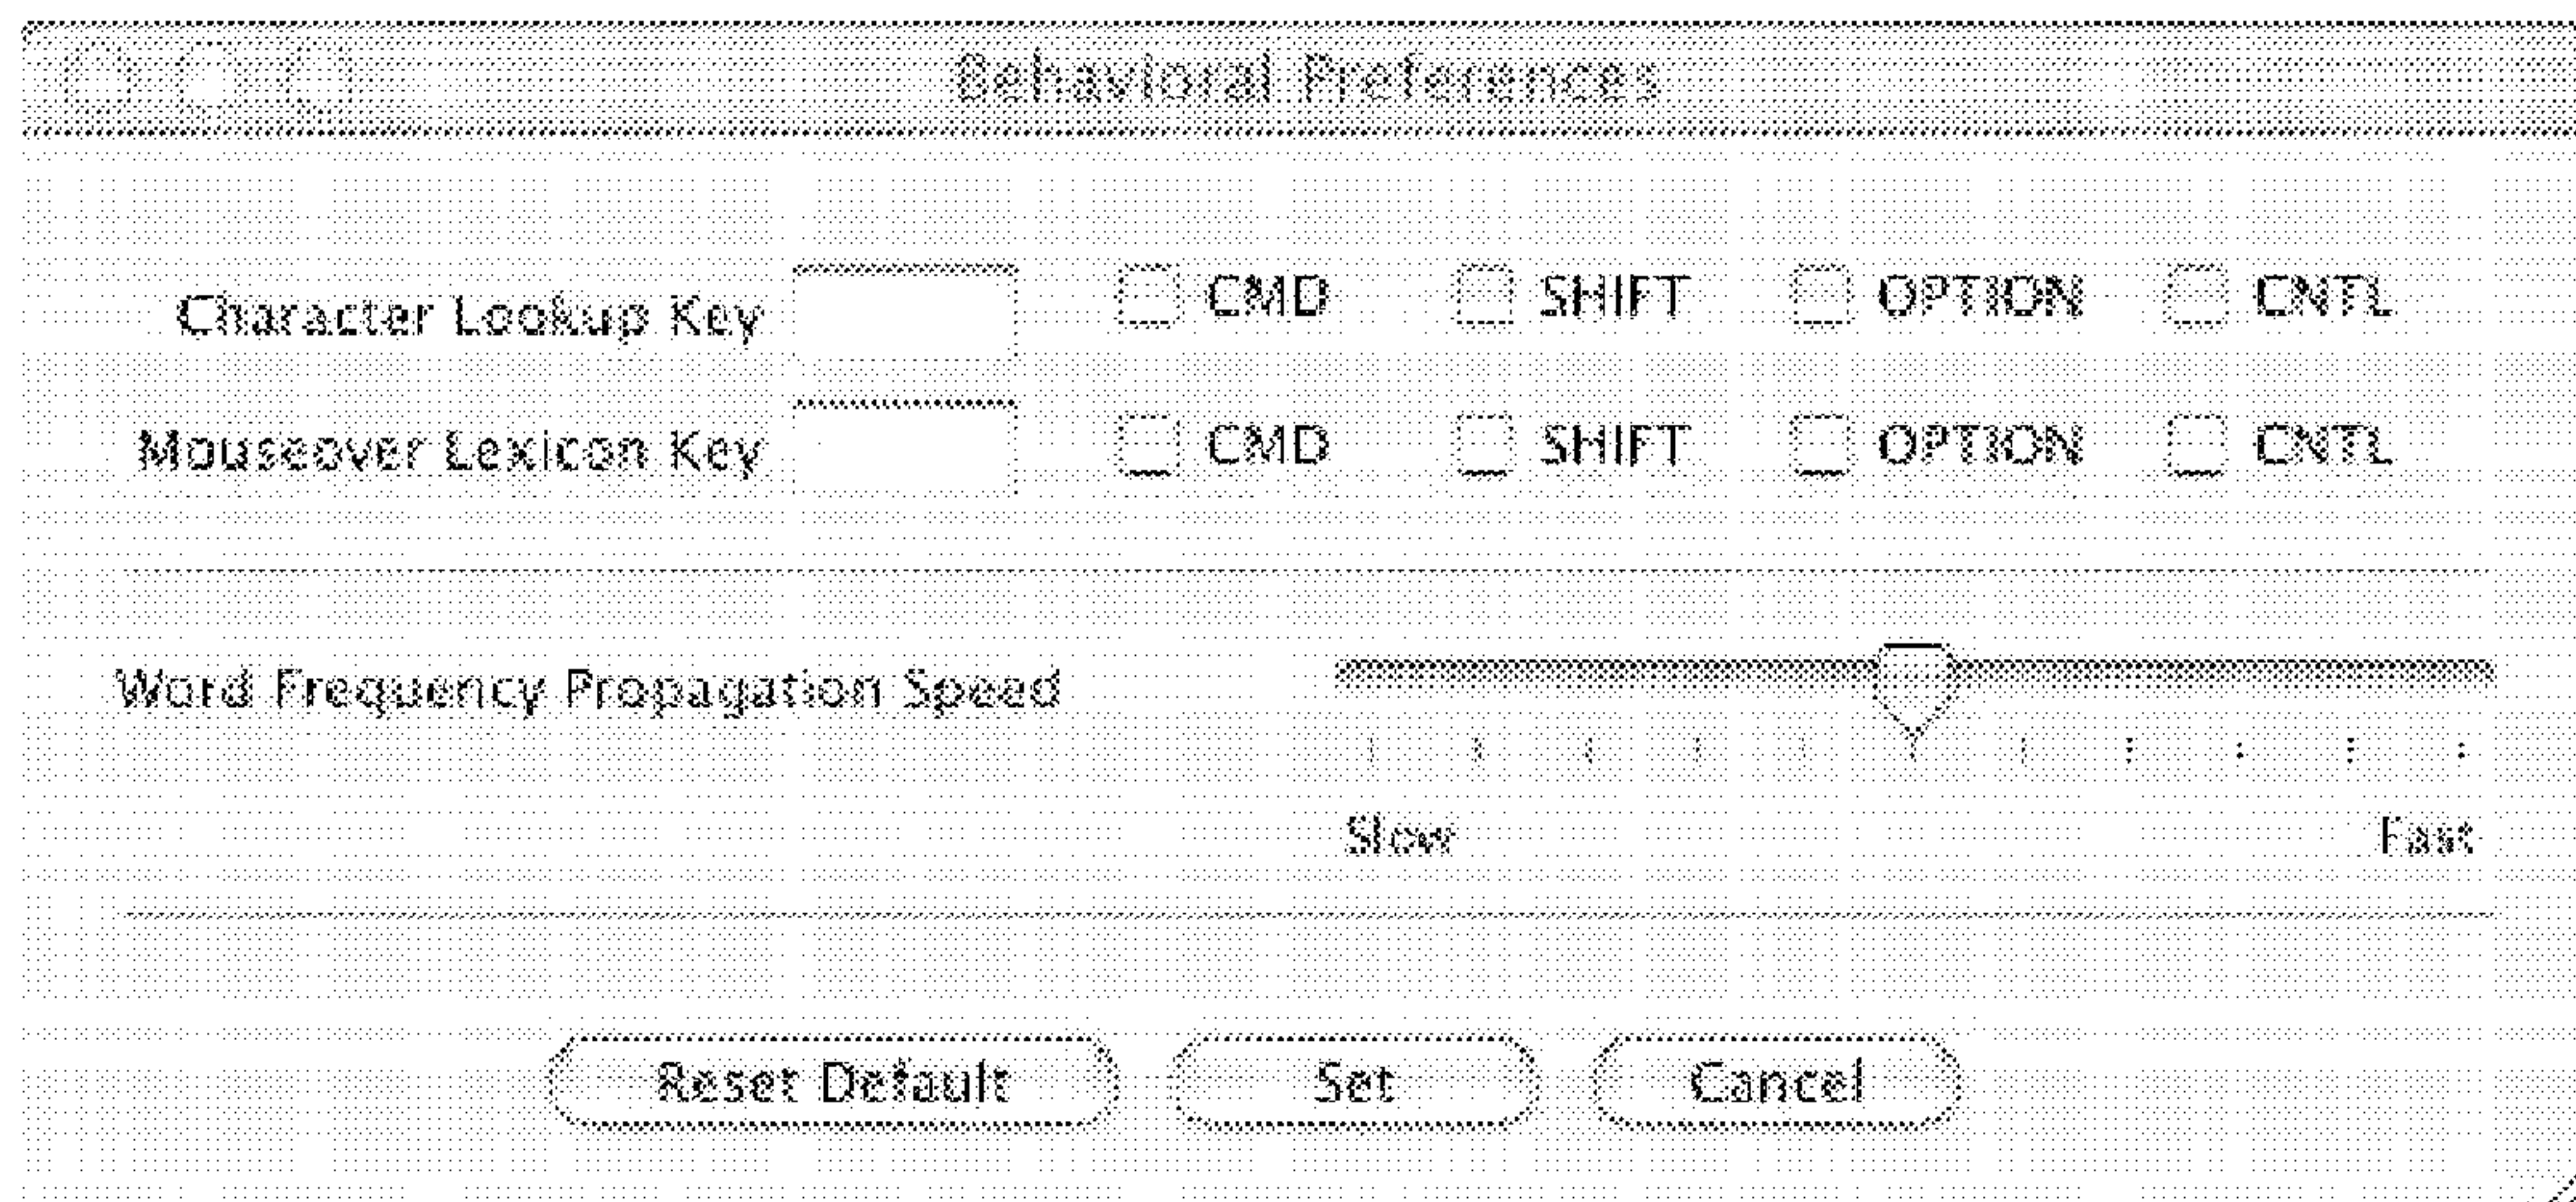 Behavioral Preferences
Character Lookup Key CMD SHIFT OPTION CNTL
Mouseover Lexicon Key CMD SHIFT OPTION CNTL
Word Frequency Propagation Speed
Slow Fast
Reset Default Set Cancel